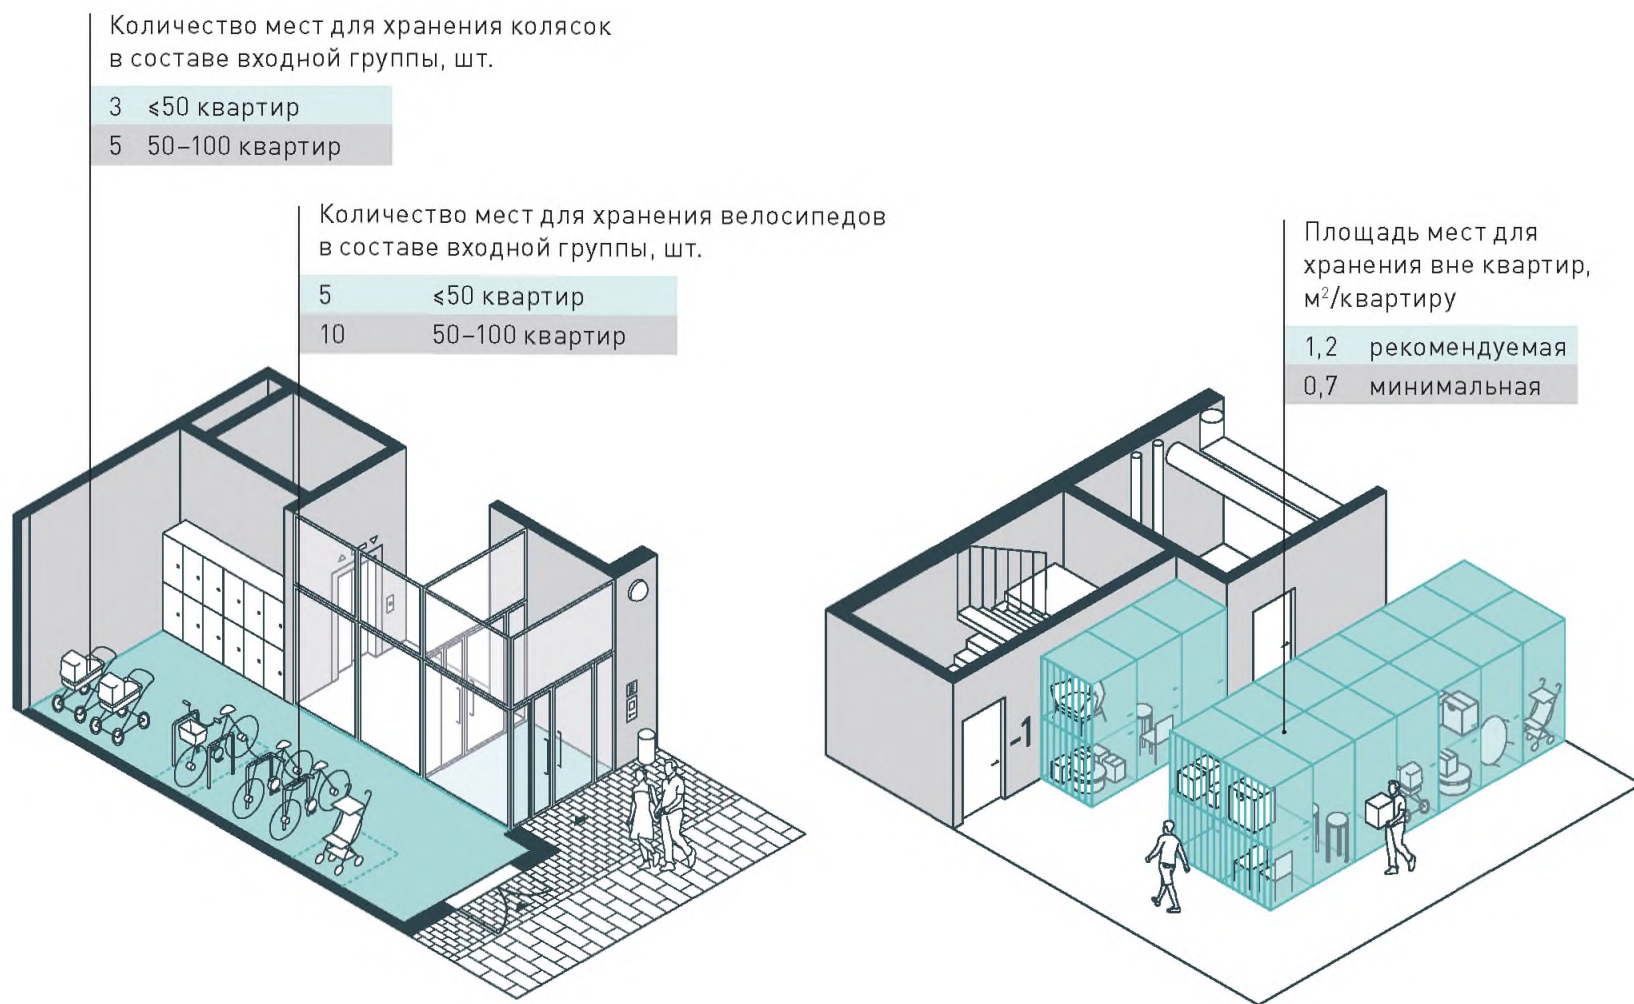 Количество мест для хранения колясок
в составе входной группы, шт.
3 ≤50 квартир
5 50–100 квартир
Количество мест для хранения велосипедов
в составе входной группы, шт.
5 ≤50 квартир
10 50–100 квартир
Площадь мест для
хранения вне квартир,
м²/квартиру
1,2 рекомендуемая
0,7 минимальная
-1